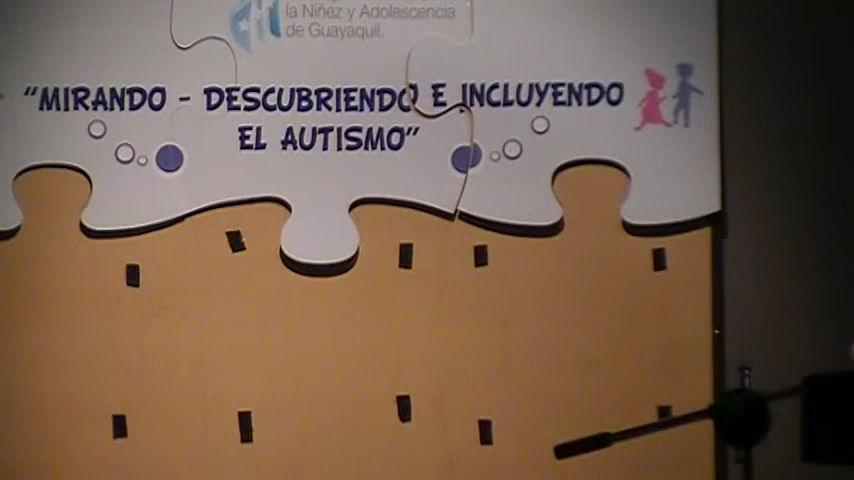 la Niñez y Adolescencia
de Guayaquil.
"MIRANDO - DESCUBRIENDO E INCLUYENDO
EL AUTISMO"